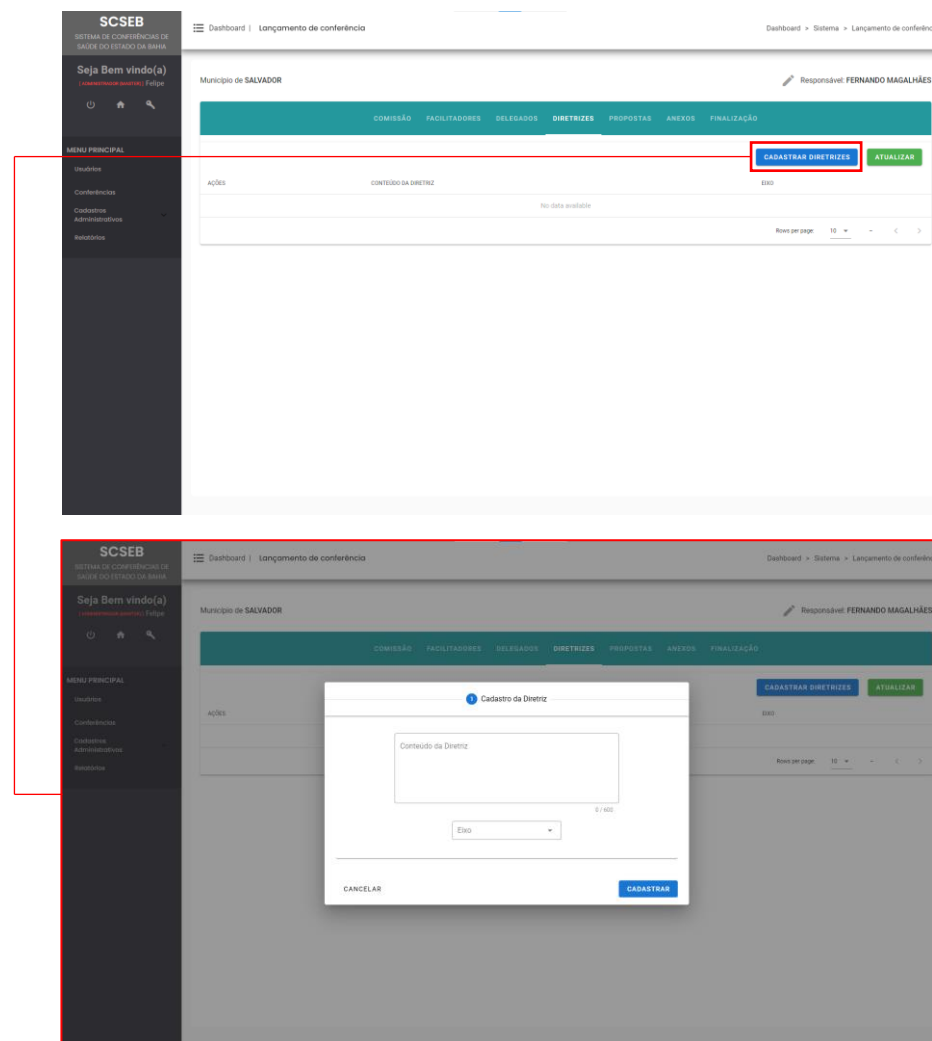 SCSEB
SISTEMA DE CONFERÊNCIAS DE
SAÚDE DO ESTADO DA BAHIA
Dashboard | Lançamento de conferência
Dashboard > Sistema > Lançamento de conferênc
Seja Bem vindo(a)
Felipe
Município de SALVADOR
Responsável: FERNANDO MAGALHÃES
COMISSÃO FACILITADORES DELEGADOS DIRETRIZES PROPOSTAS ANEXOS FINALIZAÇÃO
MENU PRINCIPAL
Usuários
Conferências
Cadastros
Administrativos
Relatórios
CADASTRAR DIRETRIZES ATUALIZAR
AÇÕES CONTEÚDO DA DIRETRIZ EIXO
No data available
Rows per page: 10 –
SCSEB
SISTEMA DE CONFERÊNCIAS DE
SAÚDE DO ESTADO DA BAHIA
Dashboard | Lançamento de conferência
Dashboard > Sistema > Lançamento de conferênc
Seja Bem vindo(a)
Felipe
Município de SALVADOR
Responsável: FERNANDO MAGALHÃES
COMISSÃO FACILITADORES DELEGADOS DIRETRIZES PROPOSTAS ANEXOS FINALIZAÇÃO
MENU PRINCIPAL
Usuários
Conferências
Cadastros
Administrativos
Relatórios
CADASTRAR DIRETRIZES ATUALIZAR
AÇÕES EIXO
Rows per page: 10 –
1 Cadastro da Diretriz
Conteúdo da Diretriz
0 / 600
Eixo
CANCELAR CADASTRAR